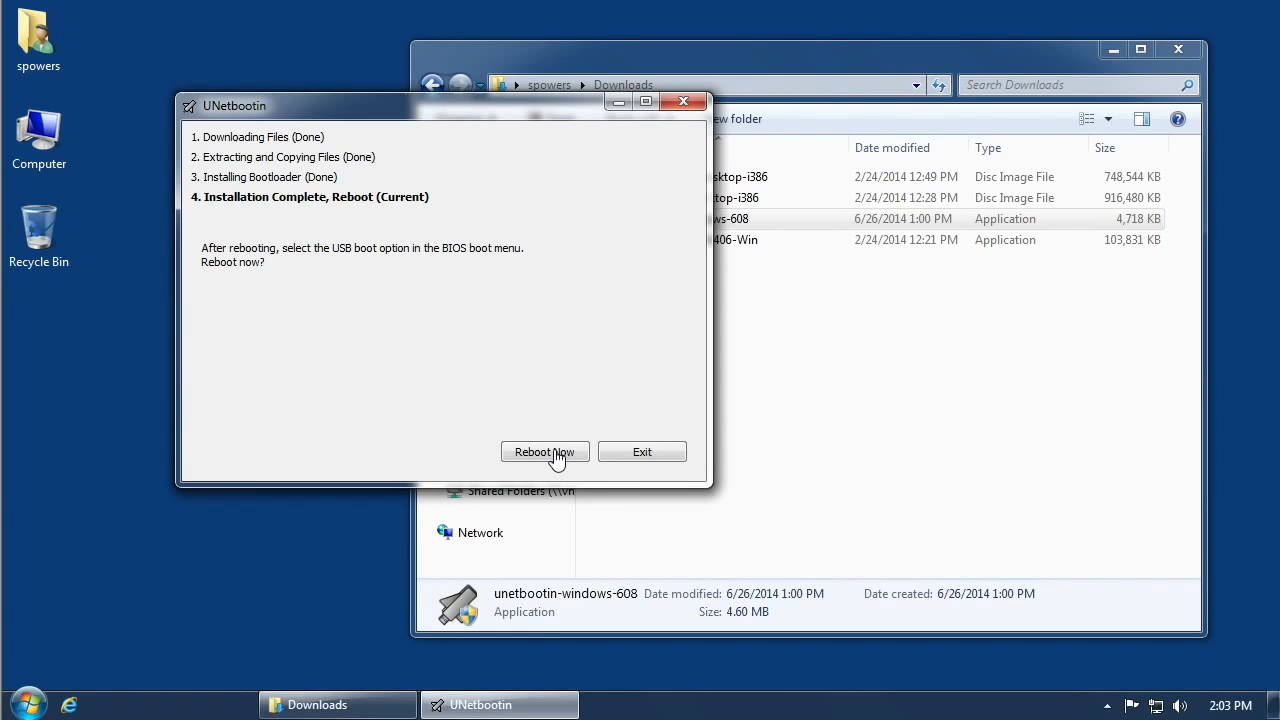 spowers
Computer
Recycle Bin
spowers
Downloads
Search Downloads
UNetbootin
1. Downloading Files (Done)
2. Extracting and Copying Files (Done)
3. Installing Bootloader (Done)
4. Installation Complete, Reboot (Current)
After rebooting, select the USB boot option in the BIOS boot menu.
Reboot now?
Reboot Now
Exit
ew folder
Date modified
Type
Size
sktop-i386 2/24/2014 12:49 PM Disc Image File 748,544 KB
ktop-i386 2/24/2014 12:28 PM Disc Image File 916,480 KB
ws-608 6/26/2014 1:00 PM Application 4,718 KB
406-Win 2/24/2014 12:21 PM Application 103,831 KB
Shared Folders (\\vn
Network
unetbootin-windows-608 Date modified: 6/26/2014 1:00 PM Date created: 6/26/2014 1:00 PM
Application Size: 4.60 MB
Downloads
UNetbootin
2:03 PM